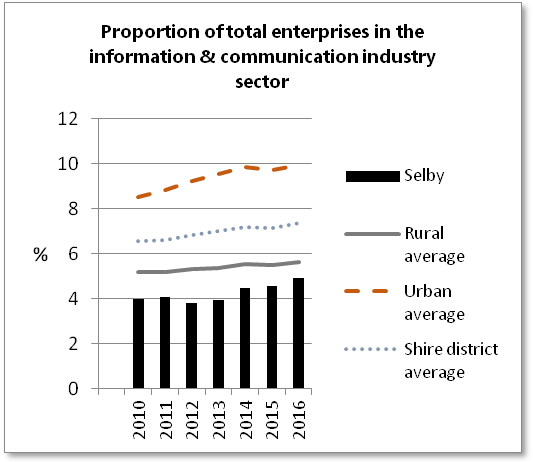 Proportion of total enterprises in the
information & communication industry
sector
12
10
8
6
4
2
0
%
2010
2011
2012
2013
2014
2015
2016
Selby
Rural
average
Urban
average
Shire district
average